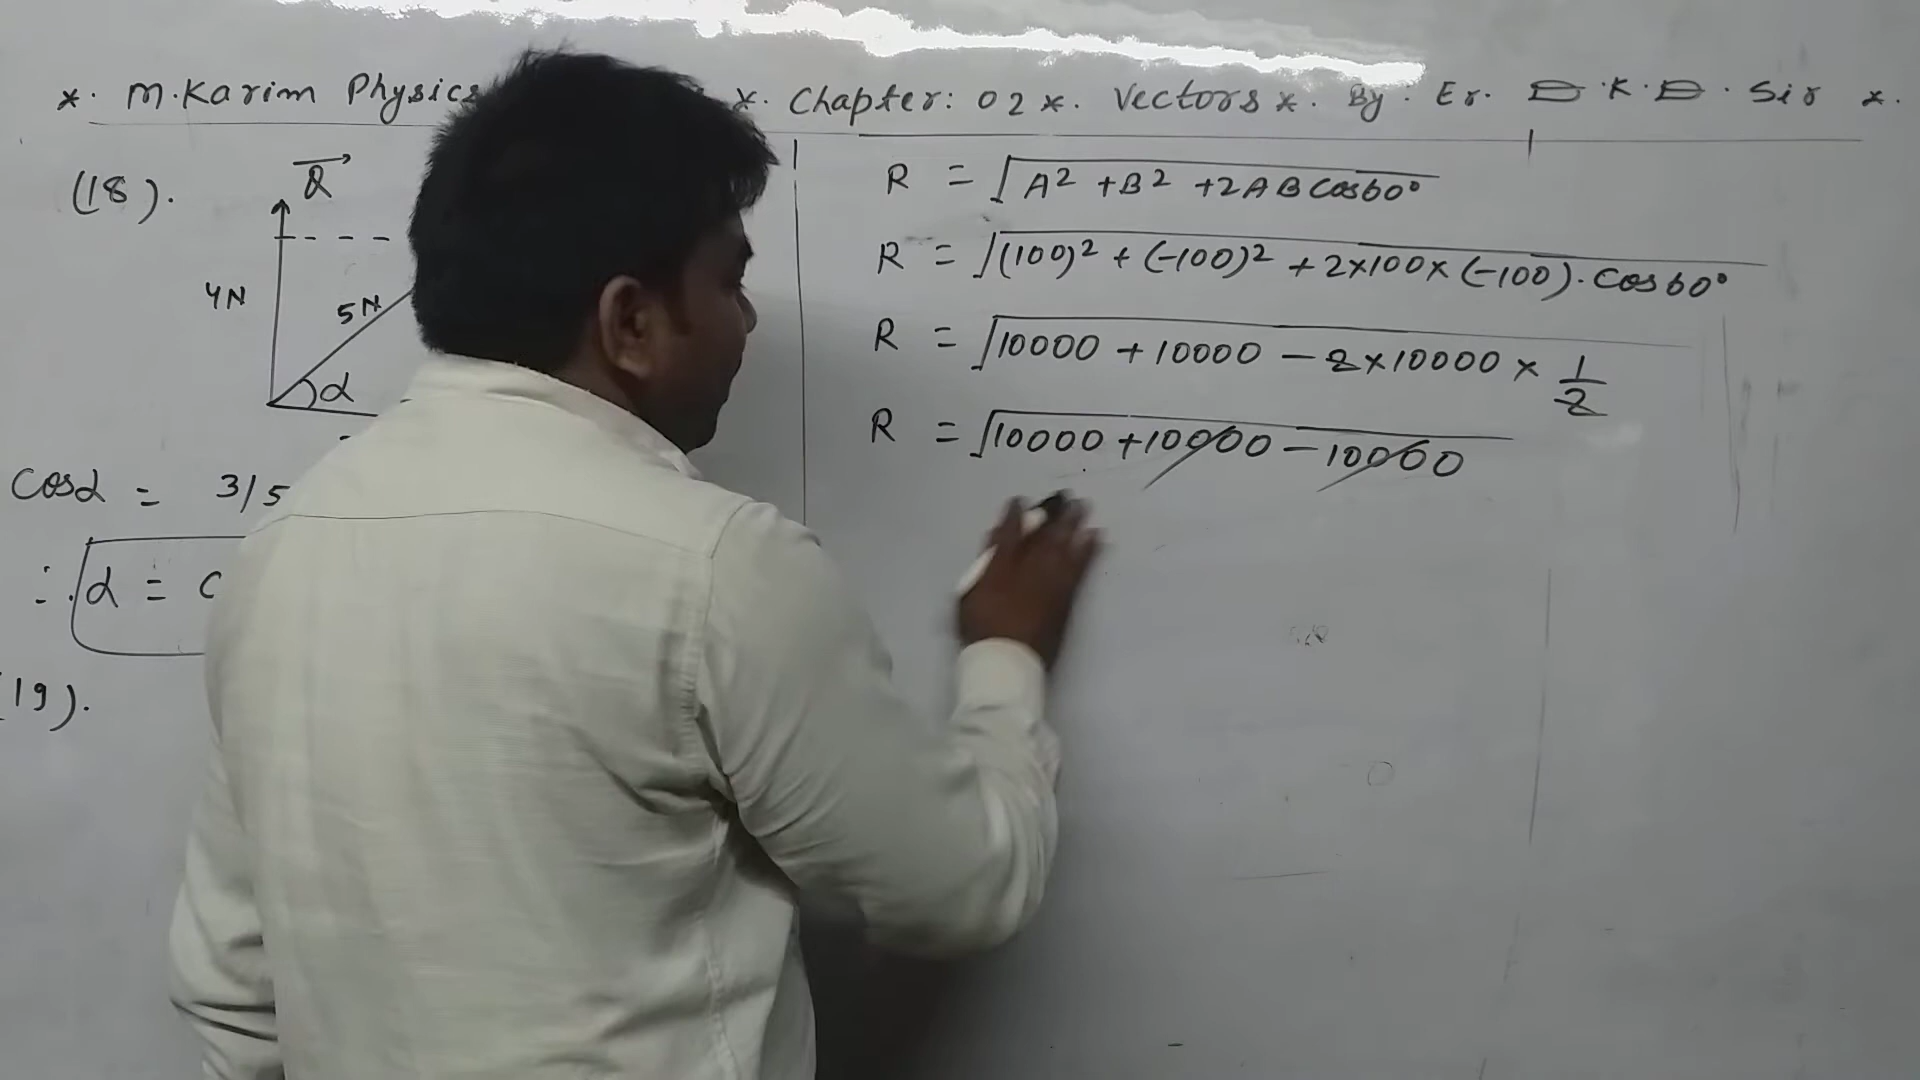 *. M.Karim Physics *. Chapter: 02 *. Vectors *. By: Er. D.K.D. Sir *.
(18).
Q
4N
5N
α
Cosα = 3/5
∴ α = C
(19).
R = √A² + B² + 2AB Cos60°
R = √(100)² + (-100)² + 2×100×(-100). Cos60°
R = √10000 + 10000 - 2×10000 × 1/2
R = √10000 + 10000 - 10000